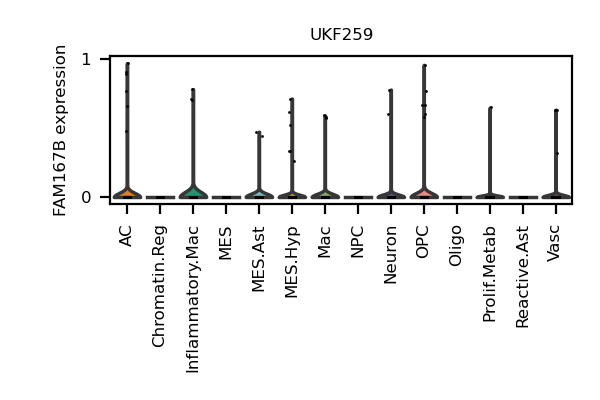 UKF259
FAM167B expression
1
0
AC
Chromatin.Reg
Inflammatory.Mac
MES
MES.Ast
MES.Hyp
Mac
NPC
Neuron
OPC
Oligo
Prolif.Metab
Reactive.Ast
Vasc